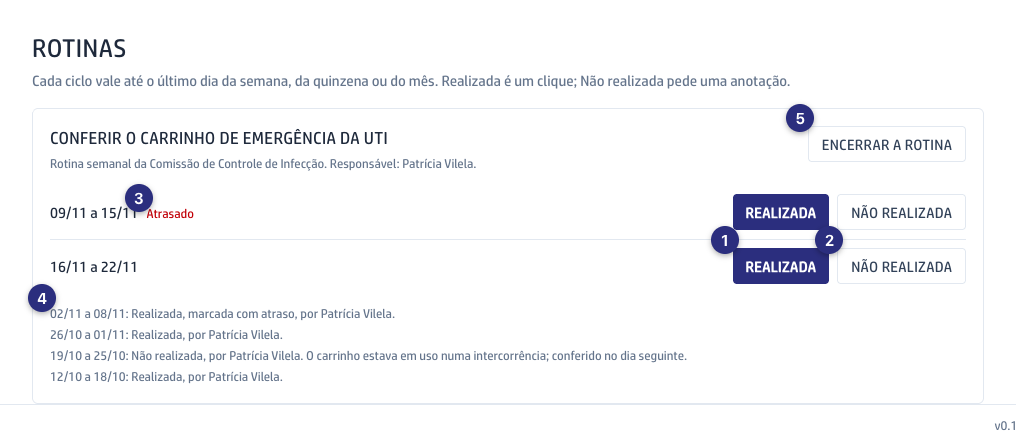 ROTINAS
Cada ciclo vale até o último dia da semana, da quinzena ou do mês. Realizada é um clique; Não realizada pede uma anotação.
5
CONFERIR O CARRINHO DE EMERGÊNCIA DA UTI
ENCERRAR A ROTINA
Rotina semanal da Comissão de Controle de Infecção. Responsável: Patrícia Vilela.
3
09/11 a 15/11 Atrasado
REALIZADA
NÃO REALIZADA
1
2
16/11 a 22/11
REALIZADA
NÃO REALIZADA
4
02/11 a 08/11: Realizada, marcada com atraso, por Patrícia Vilela.
26/10 a 01/11: Realizada, por Patrícia Vilela.
19/10 a 25/10: Não realizada, por Patrícia Vilela. O carrinho estava em uso numa intercorrência; conferido no dia seguinte.
12/10 a 18/10: Realizada, por Patrícia Vilela.
v0.1